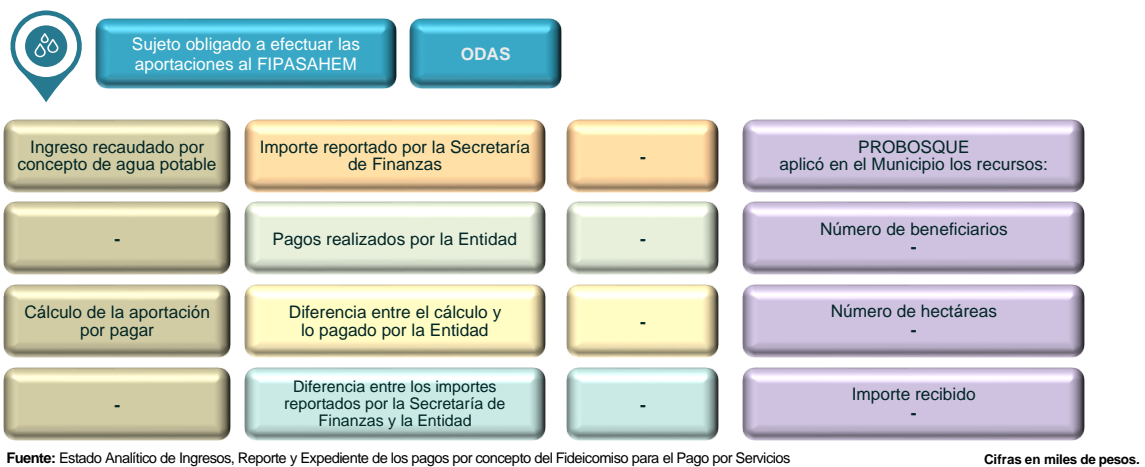 Sujeto obligado a efectuar las
aportaciones al FIPASAHEM
ODAS
Ingreso recaudado por
concepto de agua potable
Importe reportado por la Secretaría
de Finanzas
-
PROBOSQUE
aplicó en el Municipio los recursos:
-
Pagos realizados por la Entidad
-
Número de beneficiarios
-
Cálculo de la aportación
por pagar
Diferencia entre el cálculo y
lo pagado por la Entidad
-
Número de hectáreas
-
-
Diferencia entre los importes
reportados por la Secretaría de
Finanzas y la Entidad
-
Importe recibido
-
Fuente: Estado Analítico de Ingresos, Reporte y Expediente de los pagos por concepto del Fideicomiso para el Pago por Servicios
Cifras en miles de pesos.